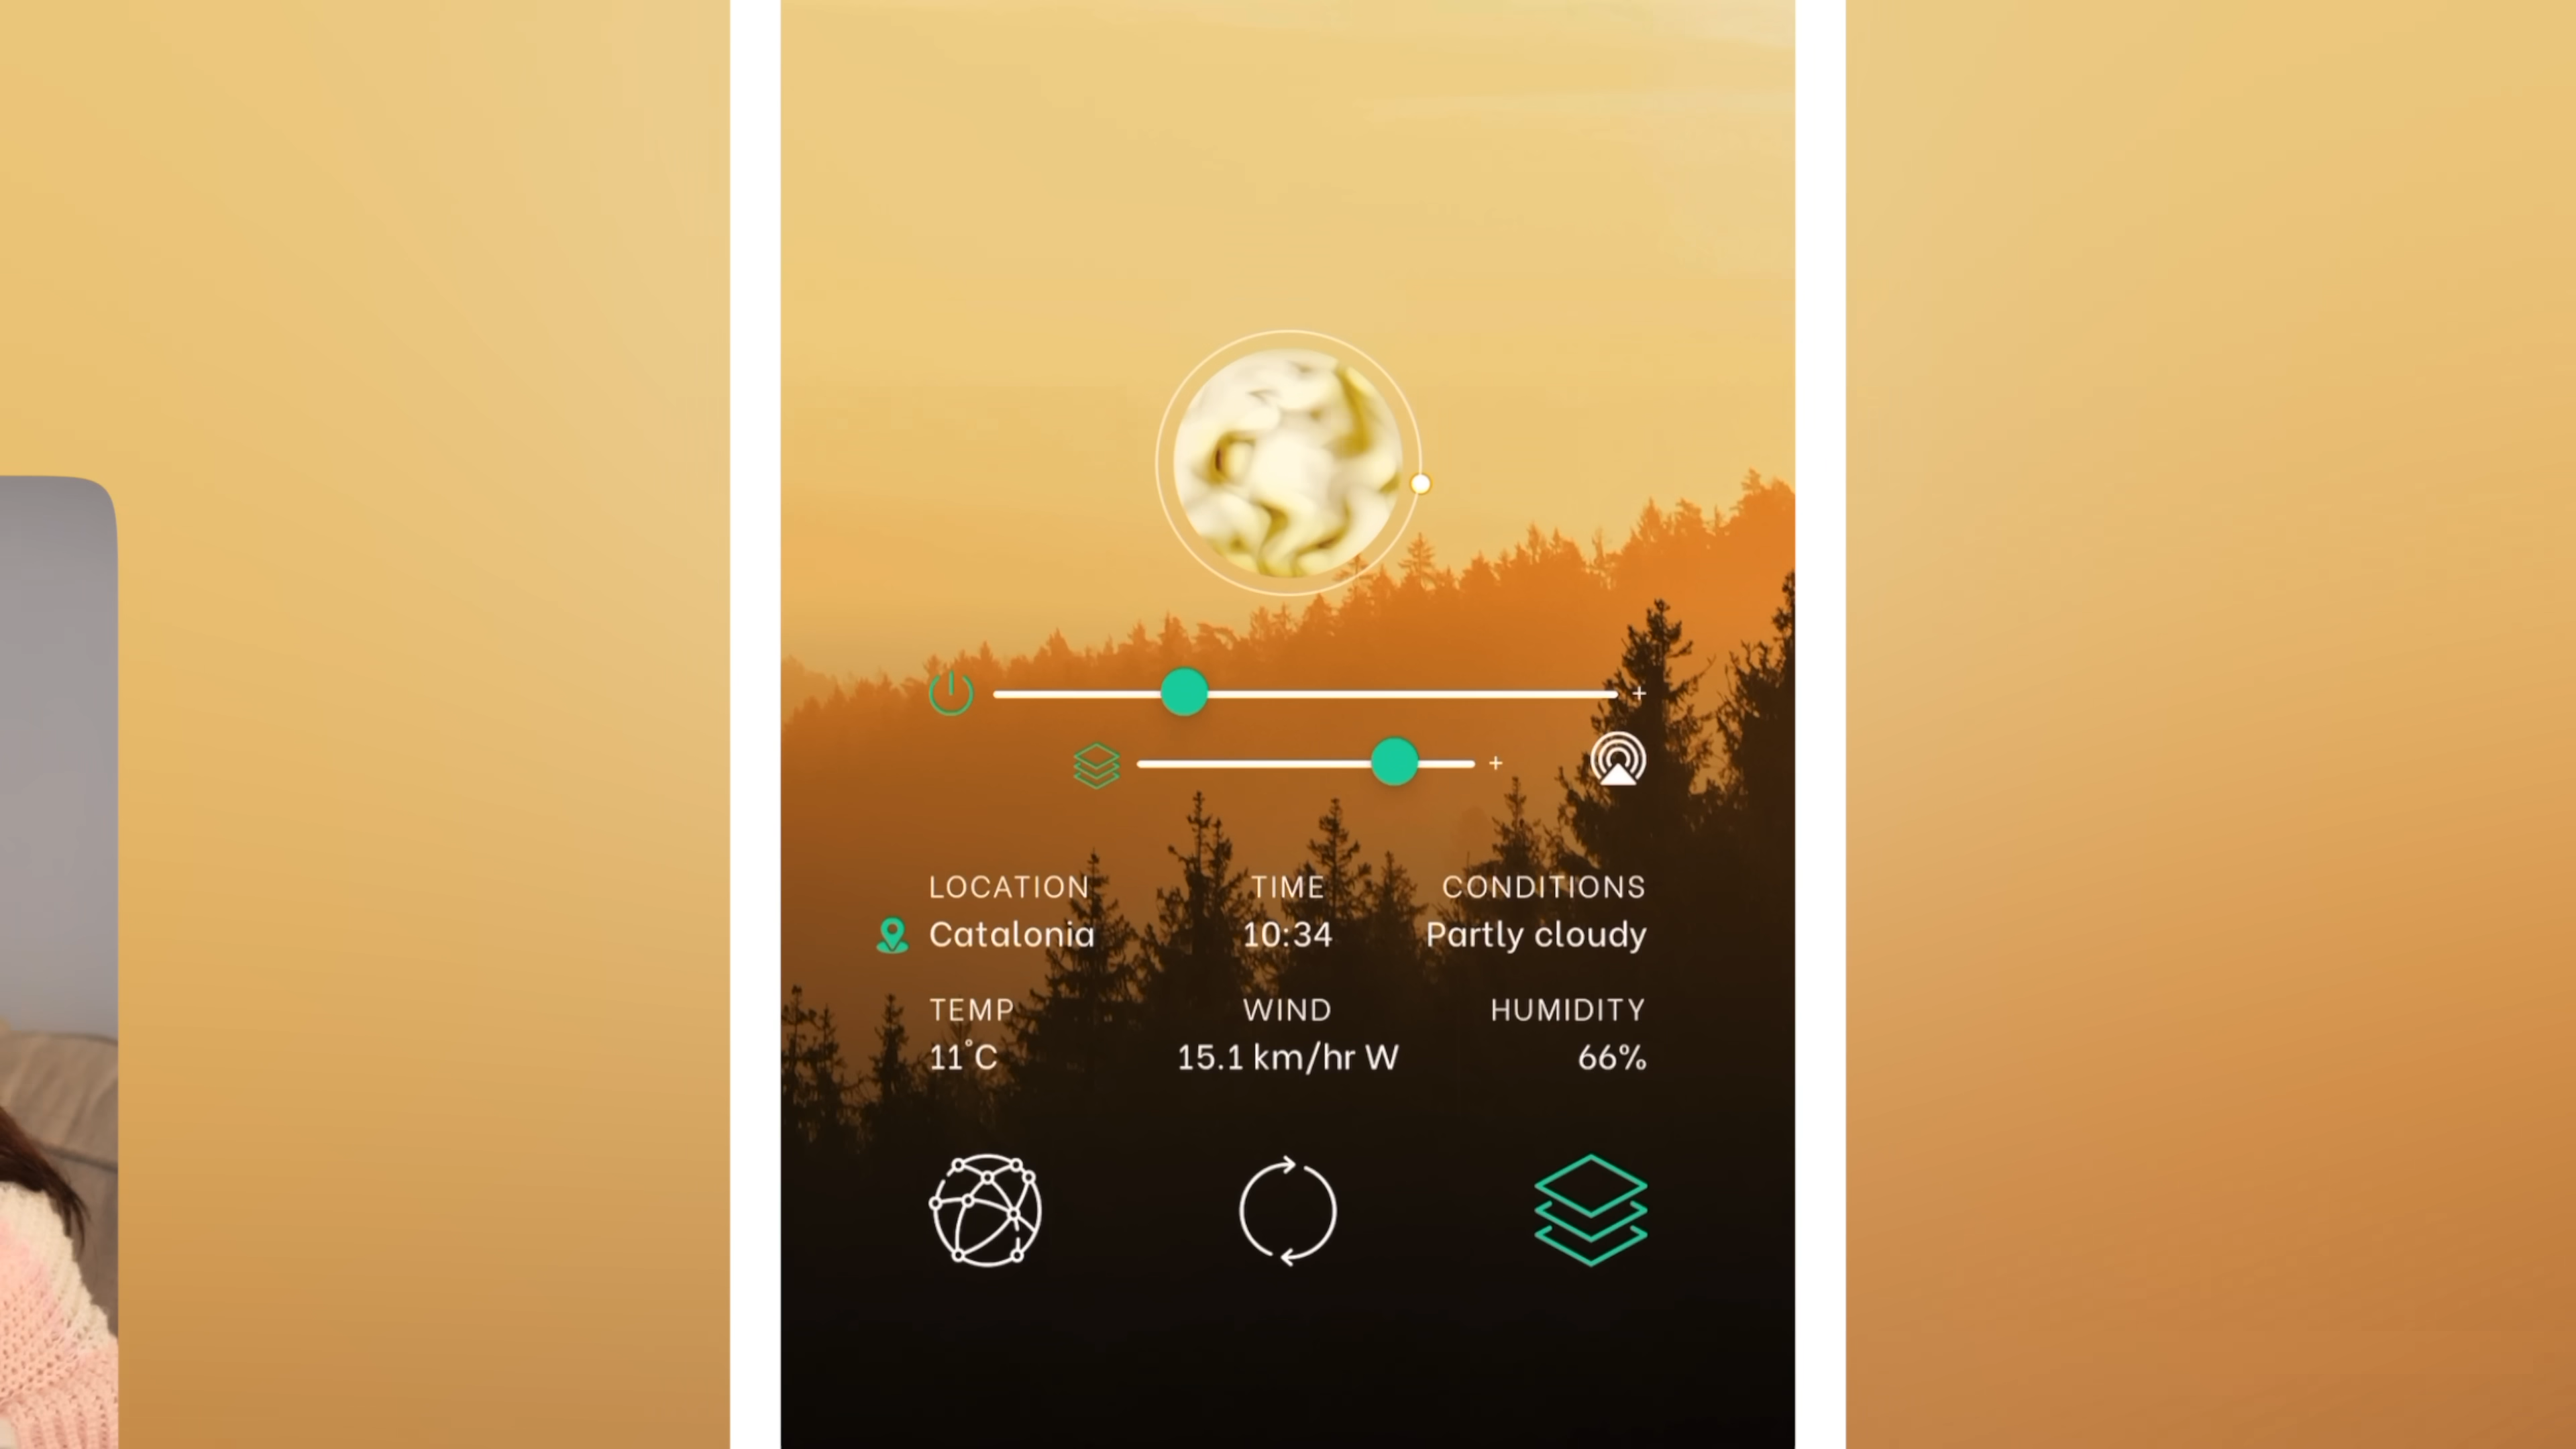 LOCATION TIME CONDITIONS
Catalonia 10:34 Partly cloudy
TEMP WIND HUMIDITY
11°C 15.1 km/hr W 66%